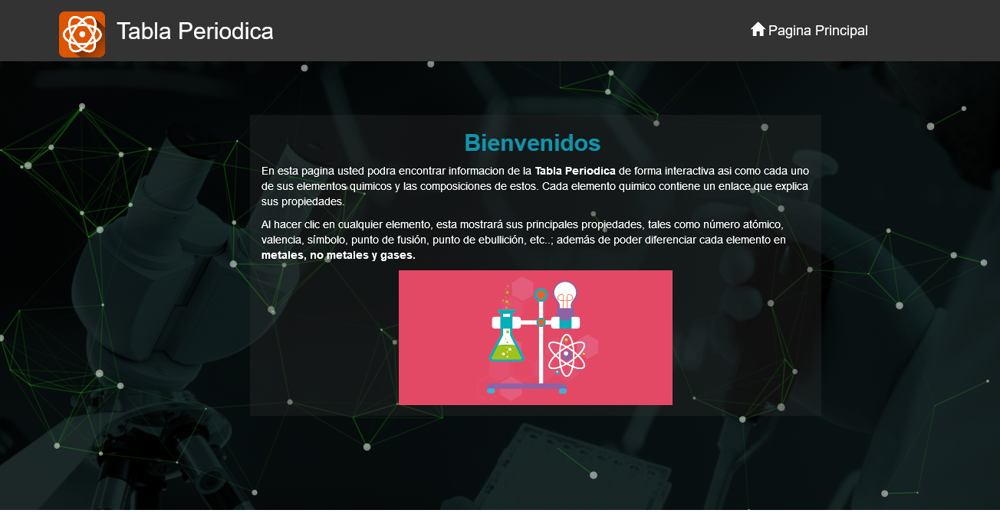 Tabla Periodica
Pagina Principal
Bienvenidos
En esta pagina usted podra encontrar informacion de la Tabla Periodica de forma interactiva asi como cada uno
de sus elementos quimicos y las composiciones de estos. Cada elemento quimico contiene un enlace que explica
sus propiedades.
Al hacer clic en cualquier elemento, esta mostrará sus principales propiedades, tales como número atómico,
valencia, símbolo, punto de fusión, punto de ebullición, etc..; además de poder diferenciar cada elemento en
metales, no metales y gases.